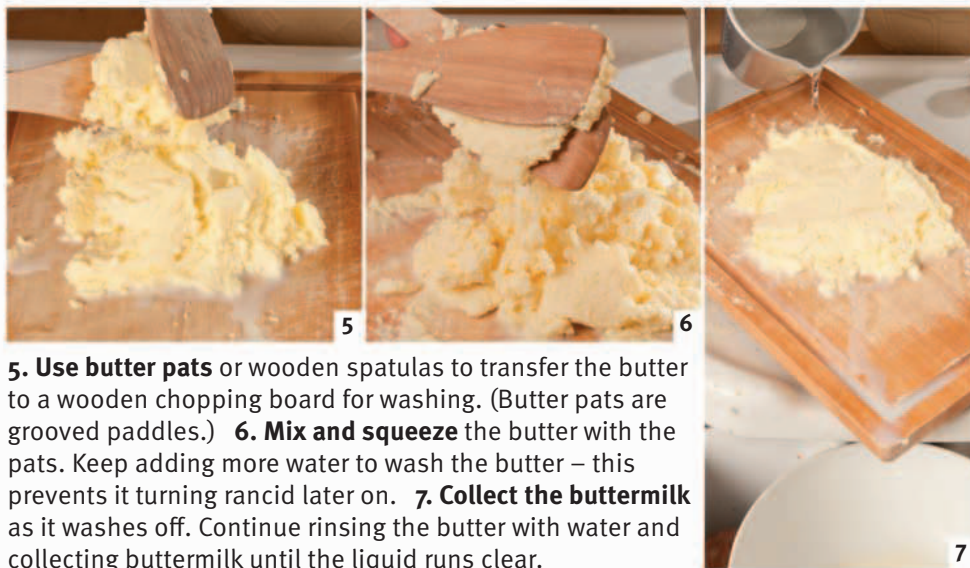 5
6
5. Use butter pats or wooden spatulas to transfer the butter
to a wooden chopping board for washing. (Butter pats are
grooved paddles.) 6. Mix and squeeze the butter with the
pats. Keep adding more water to wash the butter – this
prevents it turning rancid later on. 7. Collect the buttermilk
as it washes off. Continue rinsing the butter with water and
collecting buttermilk until the liquid runs clear.
7